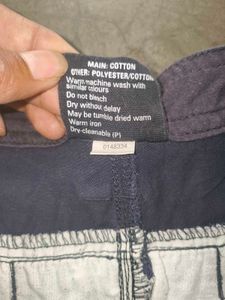 MAIN: COTTON
OTHER: POLYESTER/COTTON
Warm machine wash with
similar colours
Do not bleach
Dry without delay
May be tumble dried warm
Warm iron
Dry-cleanable (P)
0148334